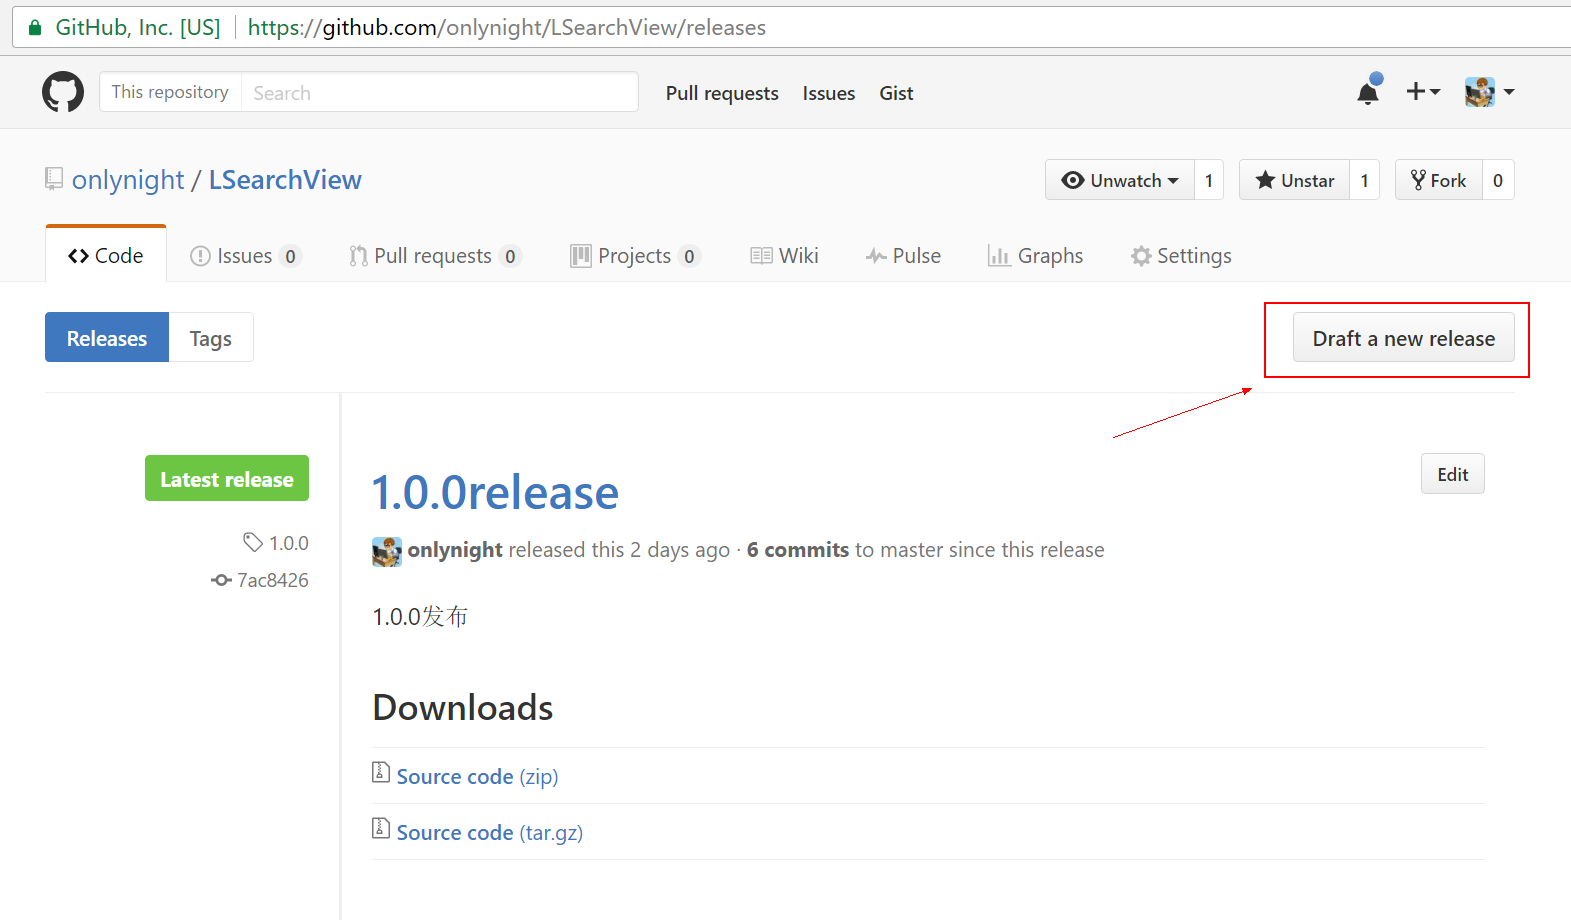 GitHub, Inc. [US] https://github.com/onlynight/LSearchView/releases
This repository Search Pull requests Issues Gist
onlynight / LSearchView Unwatch 1 Unstar 1 Fork 0
Code Issues 0 Pull requests 0 Projects 0 Wiki Pulse Graphs Settings
Releases Tags Draft a new release
Latest release
1.0.0
7ac8426
1.0.0release Edit
onlynight released this 2 days ago · 6 commits to master since this release
1.0.0发布
Downloads
Source code (zip)
Source code (tar.gz)